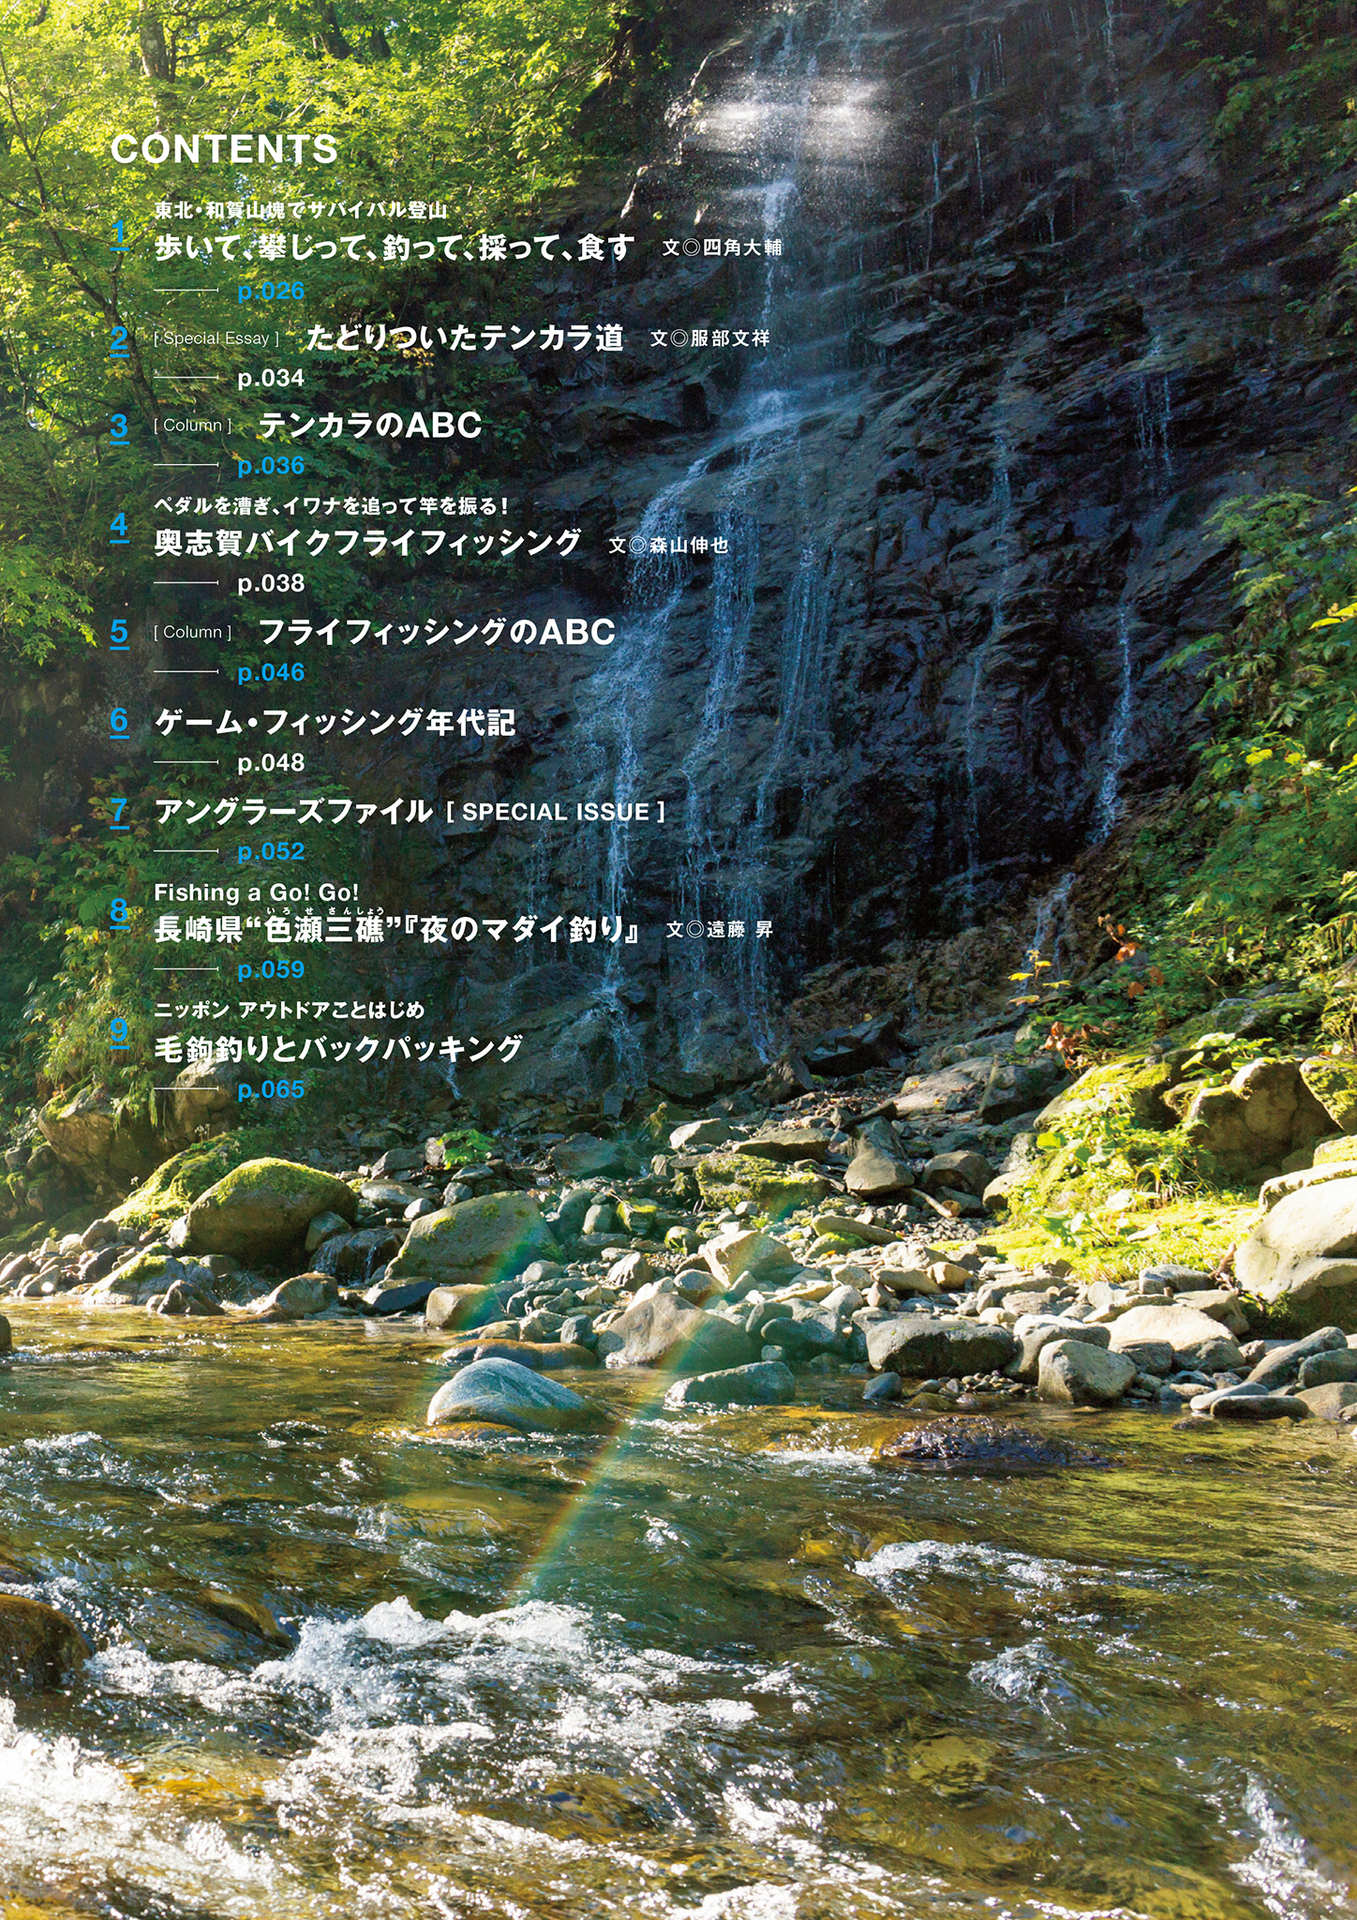 CONTENTS
1
東北・和賀山塊でサバイバル登山
歩いて、攀じって、釣って、採って、食す 文◎四角大輔
p.026
2 [ Special Essay ] たどりついたテンカラ道 文◎服部文祥
p.034
3 [ Column ] テンカラのABC
p.036
4
ペダルを漕ぎ、イワナを追って竿を振る!
奥志賀バイクフライフィッシング 文◎森山伸也
p.038
5 [ Column ] フライフィッシングのABC
p.046
6 ゲーム・フィッシング年代記
p.048
7 アングラーズファイル [ SPECIAL ISSUE ]
p.052
8
Fishing a Go! Go!
いろせさんしょう
長崎県“色瀬三礁”『夜のマダイ釣り』 文◎遠藤 昇
p.059
9
ニッポン アウトドアことはじめ
毛鉤釣りとバックパッキング
p.065